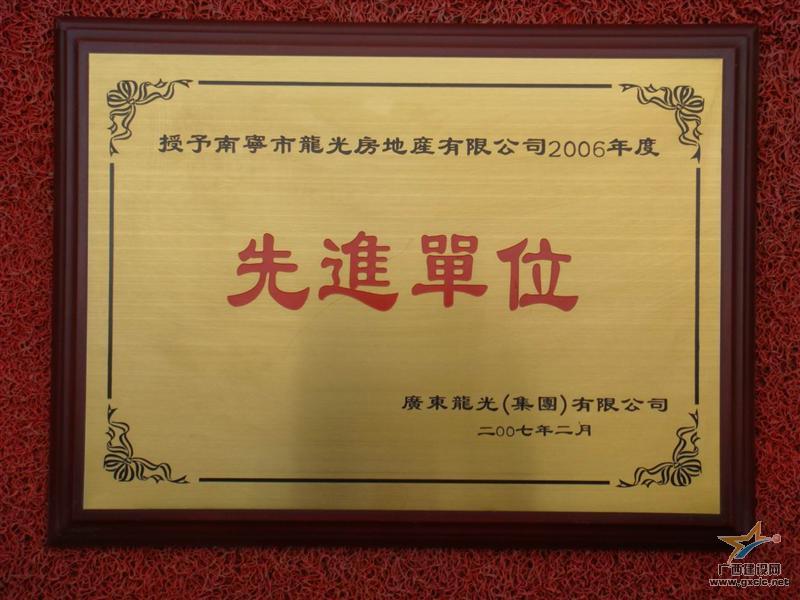 授予南寧市龍光房地産有限公司2006年度
先進單位
廣東龍光(集團)有限公司
二00七年二月
广西建设网
www.gxcic.net